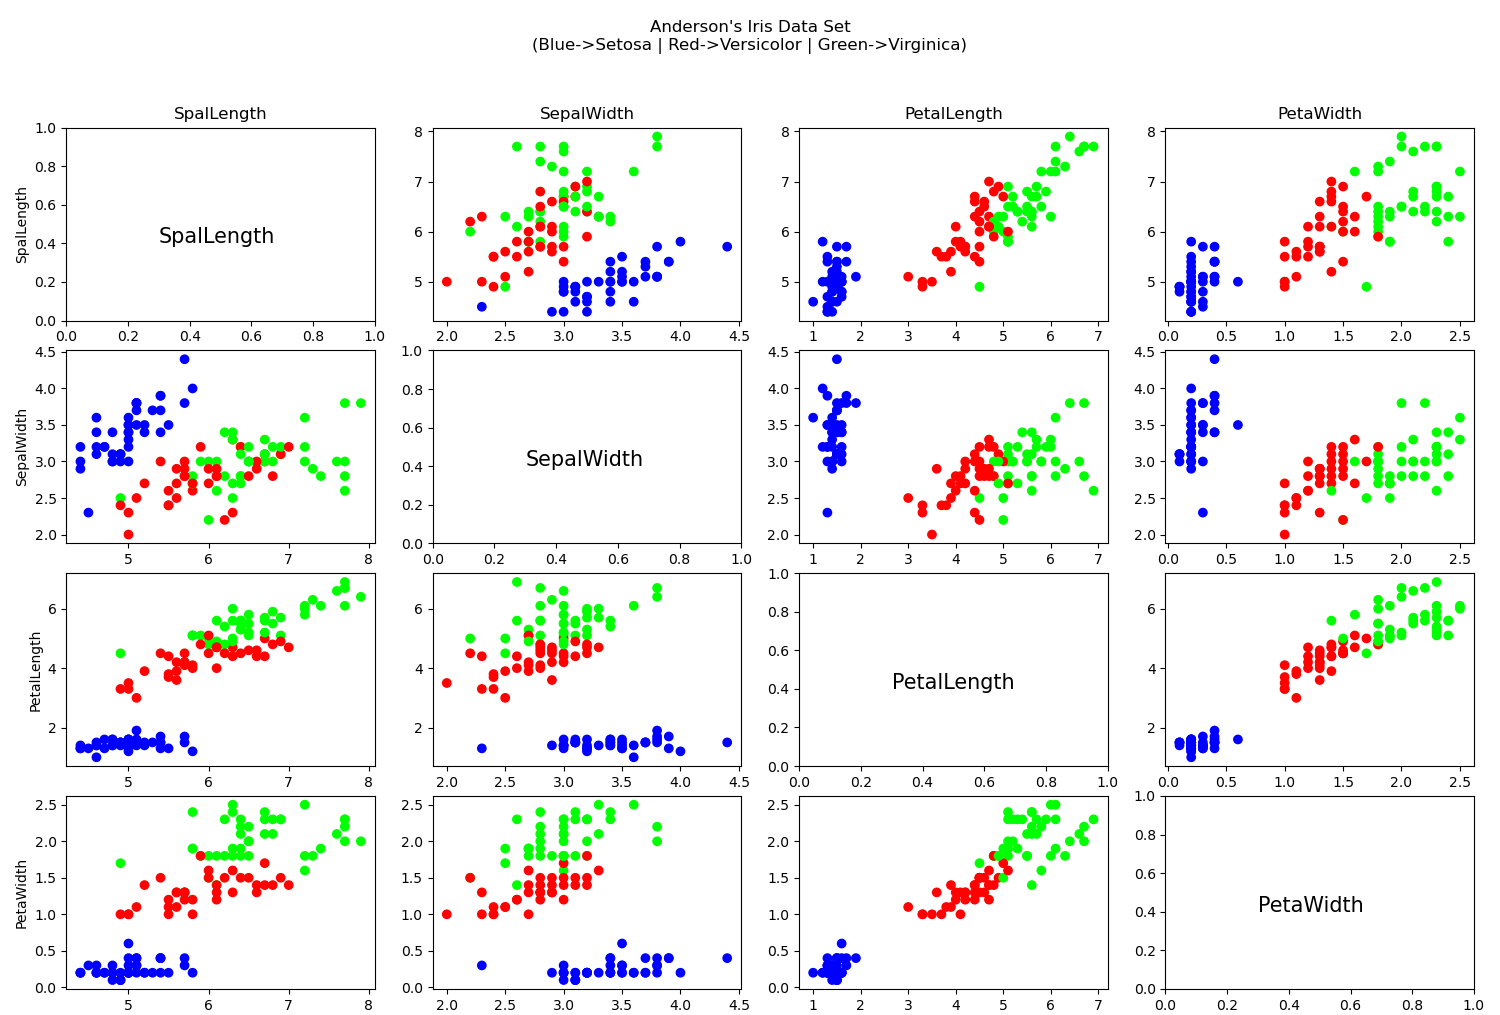 Anderson's Iris Data Set
(Blue->Setosa | Red->Versicolor | Green->Virginica)
SpalLength
SepalWidth
PetalLength
PetaWidth
SpalLength
1.0
0.8
0.6
0.4
0.2
0.0
SpalLength
0.0 0.2 0.4 0.6 0.8 1.0
8
7
6
5
2.0 2.5 3.0 3.5 4.0 4.5
8
7
6
5
1 2 3 4 5 6 7
8
7
6
5
0.0 0.5 1.0 1.5 2.0 2.5
SepalWidth
4.5
4.0
3.5
3.0
2.5
2.0
5 6 7 8
1.0
0.8
0.6
0.4
0.2
0.0
SepalWidth
0.0 0.2 0.4 0.6 0.8 1.0
4.5
4.0
3.5
3.0
2.5
2.0
1 2 3 4 5 6 7
4.5
4.0
3.5
3.0
2.5
2.0
0.0 0.5 1.0 1.5 2.0 2.5
PetalLength
6
4
2
5 6 7 8
6
4
2
2.0 2.5 3.0 3.5 4.0 4.5
1.0
0.8
0.6
0.4
0.2
0.0
PetalLength
0.0 0.2 0.4 0.6 0.8 1.0
6
4
2
0.0 0.5 1.0 1.5 2.0 2.5
PetaWidth
2.5
2.0
1.5
1.0
0.5
0.0
5 6 7 8
2.5
2.0
1.5
1.0
0.5
0.0
2.0 2.5 3.0 3.5 4.0 4.5
2.5
2.0
1.5
1.0
0.5
0.0
1 2 3 4 5 6 7
1.0
0.8
0.6
0.4
0.2
0.0
PetaWidth
0.0 0.2 0.4 0.6 0.8 1.0